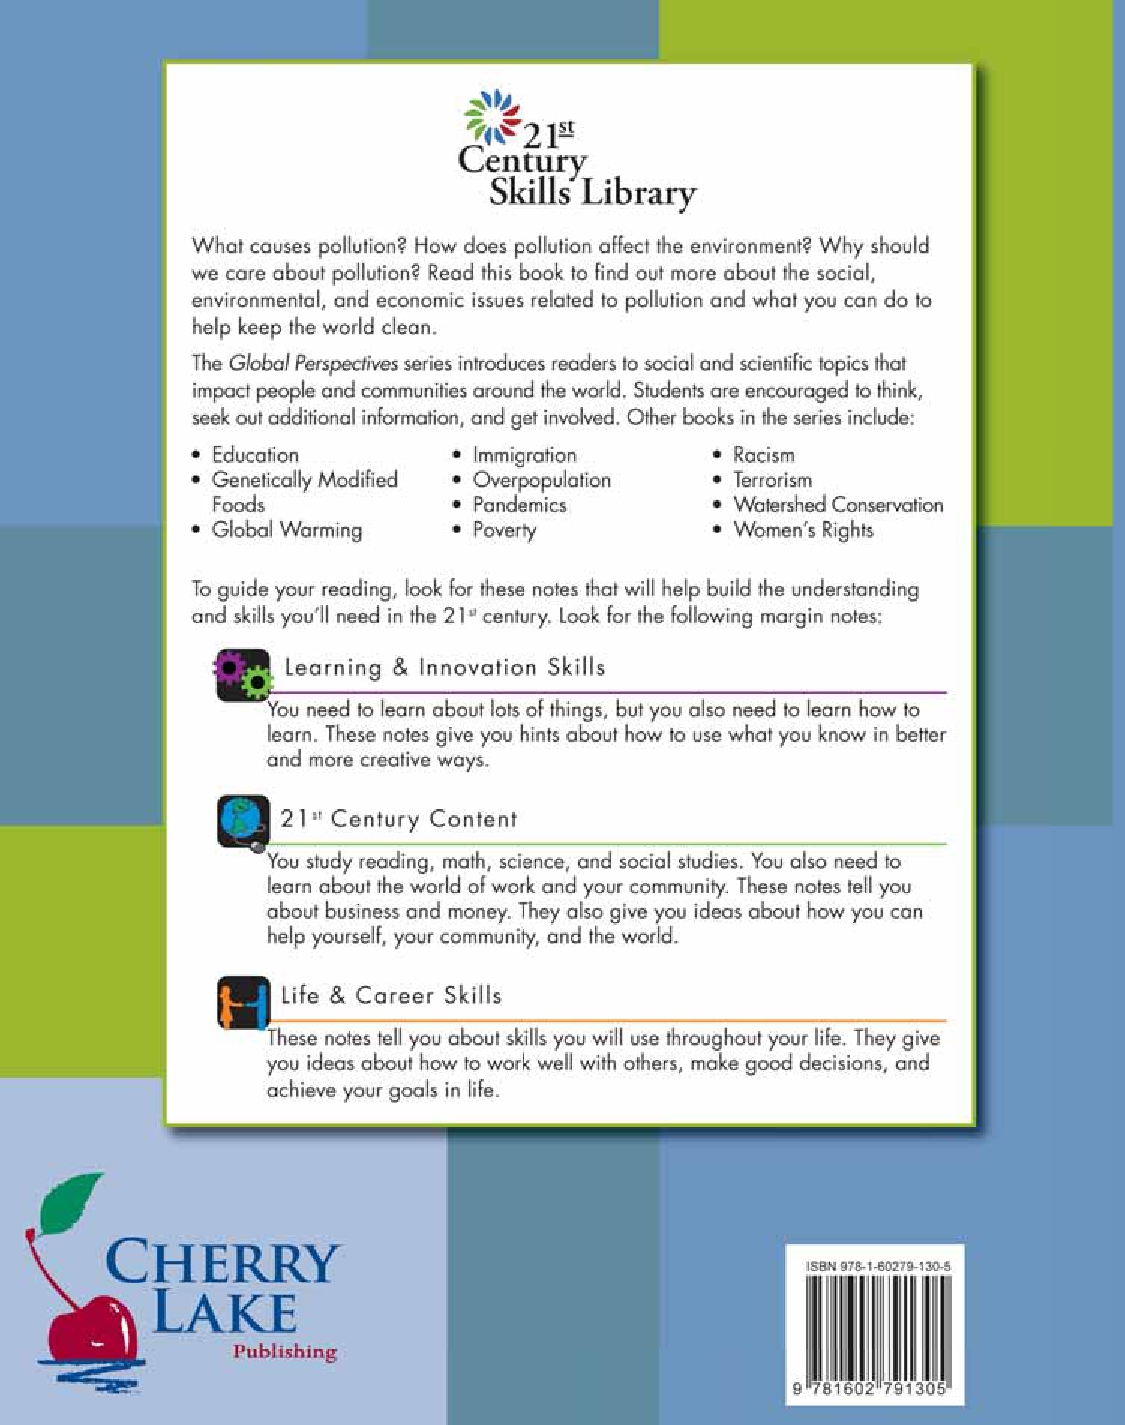 21st
Century
Skills Library
What causes pollution? How does pollution affect the environment? Why should
we care about pollution? Read this book to find out more about the social,
environmental, and economic issues related to pollution and what you can do to
help keep the world clean.
The Global Perspectives series introduces readers to social and scientific topics that
impact people and communities around the world. Students are encouraged to think,
seek out additional information, and get involved. Other books in the series include:
• Education
• Genetically Modified
Foods
• Global Warming
• Immigration
• Overpopulation
• Pandemics
• Poverty
• Racism
• Terrorism
• Watershed Conservation
• Women's Rights
To guide your reading, look for these notes that will help build the understanding
and skills you'll need in the 21st century. Look for the following margin notes:
Learning & Innovation Skills
You need to learn about lots of things, but you also need to learn how to
learn. These notes give you hints about how to use what you know in better
and more creative ways.
21st Century Content
You study reading, math, science, and social studies. You also need to
learn about the world of work and your community. These notes tell you
about business and money. They also give you ideas about how you can
help yourself, your community, and the world.
Life & Career Skills
These notes tell you about skills you will use throughout your life. They give
you ideas about how to work well with others, make good decisions, and
achieve your goals in life.
CHERRY
LAKE
Publishing
ISBN 978-1-60279-130-5
9 781602 791305